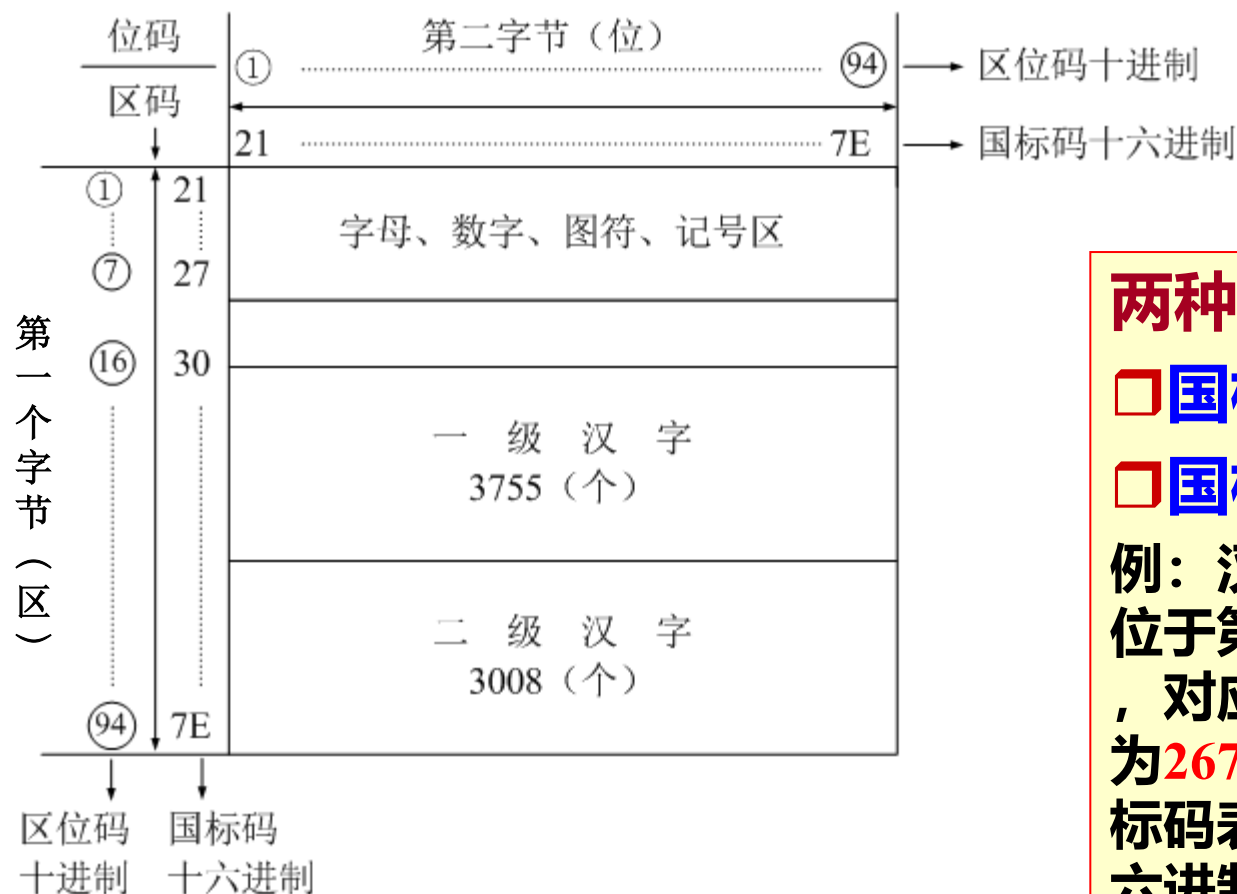 位码
第二字节（位）
① ⑨④ 区位码十进制
区码
21 7E 国标码十六进制
① 21
字母、数字、图符、记号区
⑦ 27
第一个字节（区）
⑯ 30
一 级 汉 字
3755（个）
二 级 汉 字
3008（个）
⑨④ 7E
区位码 国标码
十进制 十六进制
两种
国
国
例：
位于第
，对应
为267
标码表
六进制